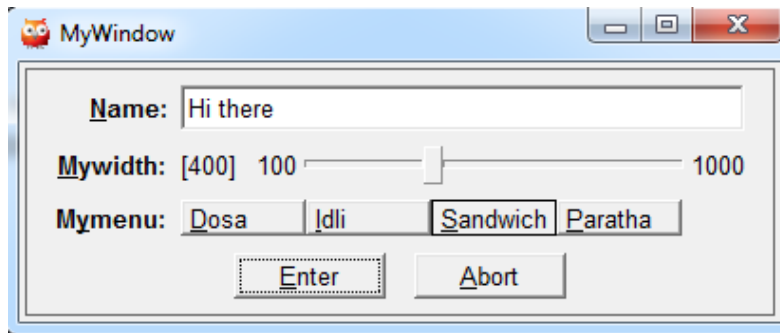 MyWindow
Name: Hi there
Mywidth: [400] 100 1000
Mymenu: Dosa Idli Sandwich Paratha
Enter Abort